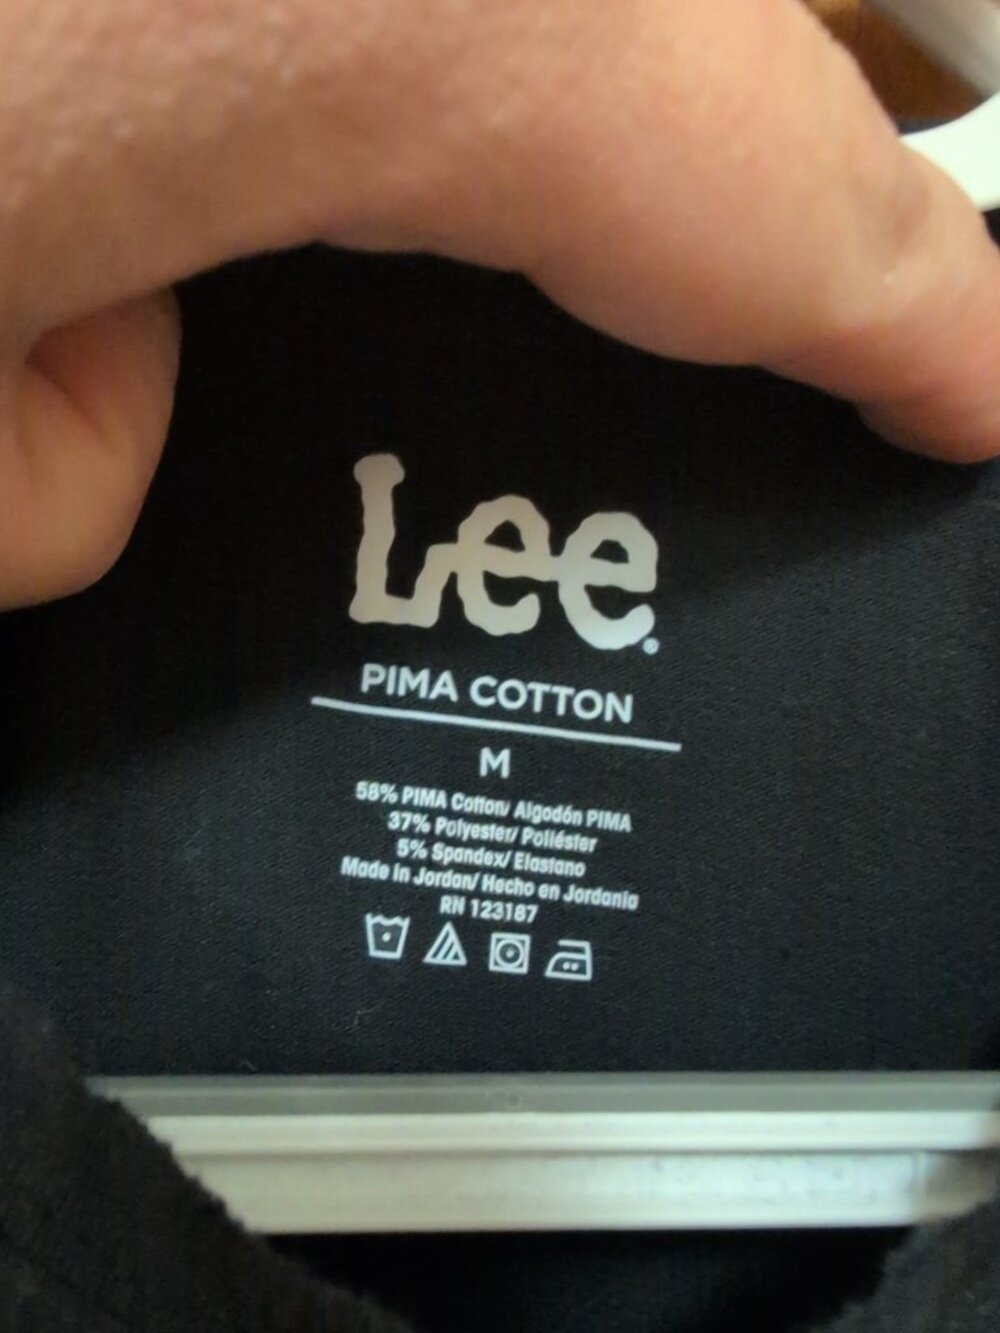 Lee
PIMA COTTON
M
58% PIMA Cotton/ Algodón PIMA
37% Polyester/ Poliéster
5% Spandex/ Elastano
Made in Jordan/ Hecho en Jordania
RN 123187